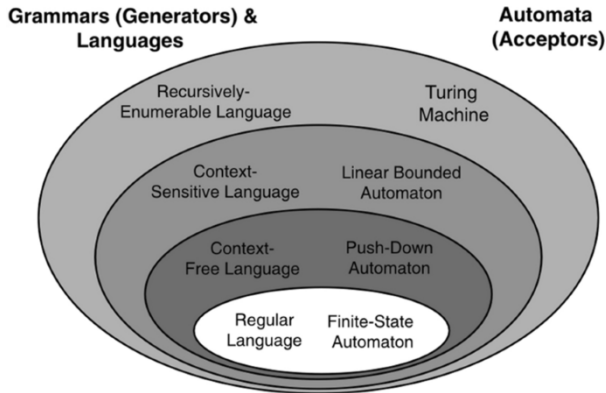 Grammars (Generators) &
Languages
Automata
(Acceptors)
Recursively-
Enumerable Language
Turing
Machine
Context-
Sensitive Language
Linear Bounded
Automaton
Context-
Free Language
Push-Down
Automaton
Regular
Language
Finite-State
Automaton